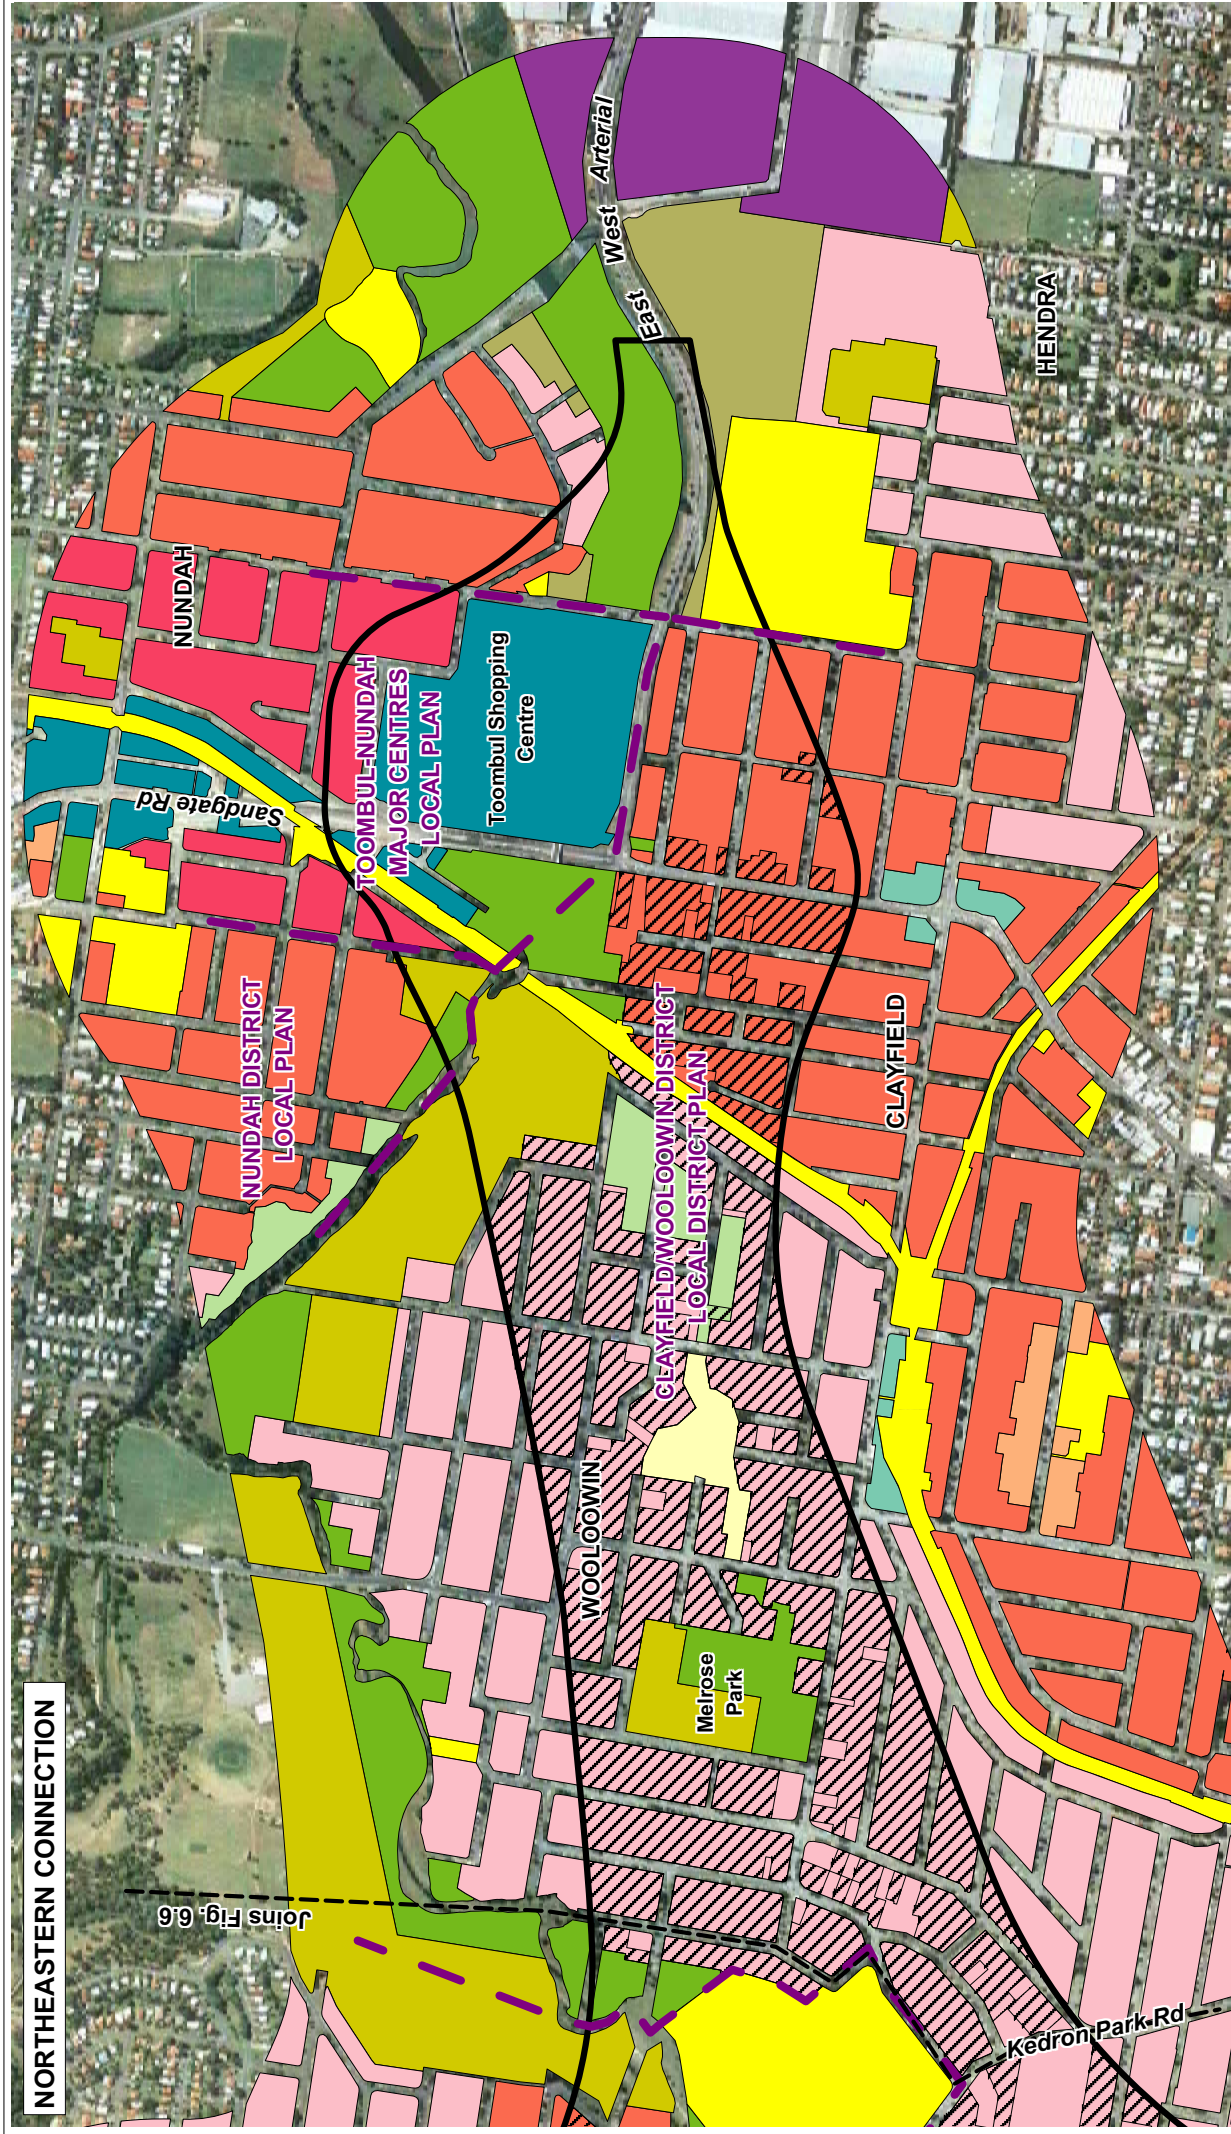 NORTHEASTERN CONNECTION
Joins Fig. 6.6
Kedron Park Rd
Melrose
Park
WOOLOOWIN
CLAYFIELD/WOOLOOWIN DISTRICT
LOCAL DISTRICT PLAN
NUNDAH DISTRICT
LOCAL PLAN
CLAYFIELD
Sandgate Rd
TOOMBUL-NUNDAH
MAJOR CENTRES
LOCAL PLAN
Toombul Shopping
Centre
NUNDAH
HENDRA
East West Arterial